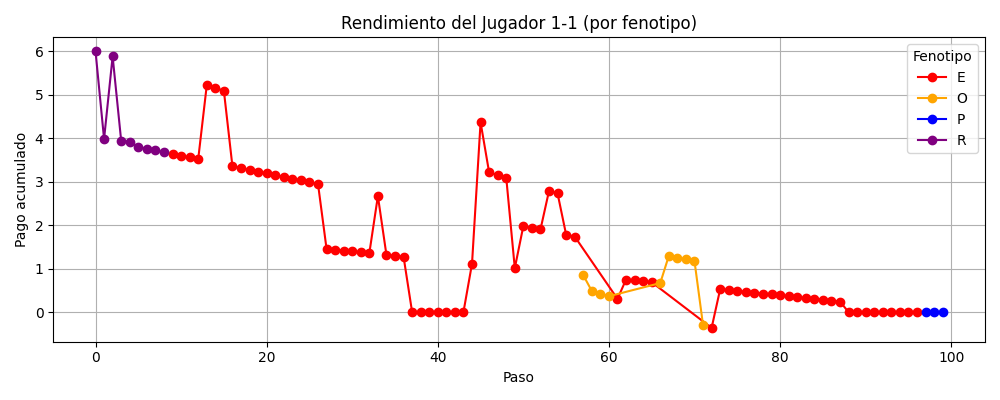 Rendimiento del Jugador 1-1 (por fenotipo)
Pago acumulado
6
5
4
3
2
1
0
Fenotipo
E
O
P
R
0 20 40 60 80 100
Paso